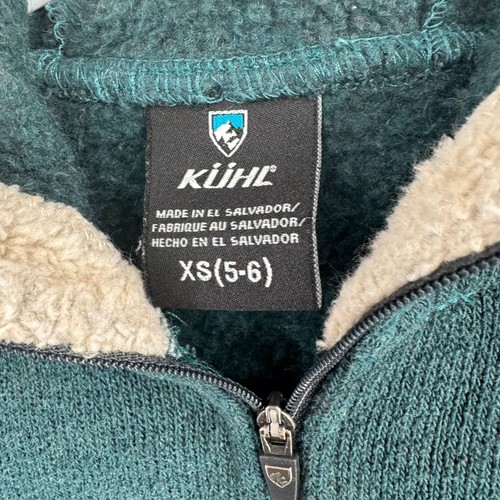 KÜHL®
MADE IN EL SALVADOR/
FABRIQUE AU SALVADOR/
HECHO EN EL SALVADOR
XS(5-6)